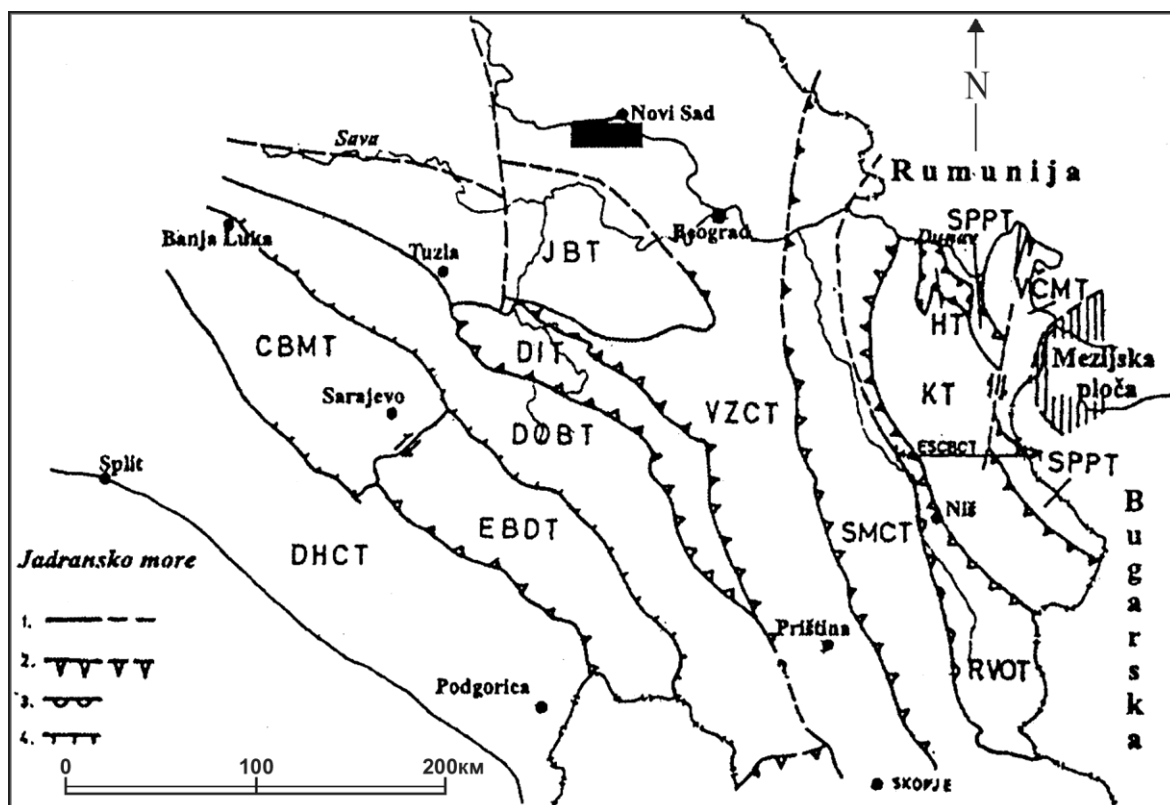 N
Novi Sad
Sava
Rumunija
SPPT
Dunav
Banja Luka
Tuzla
Beograd
JBT
VČMT
HT
CBMT
DIT
Mezijska
ploča
KT
Sarajevo
VZCT
DOBT
ESCBCT
SPPT
Split
EBDT
SMCT
Niš
DHCT
Bugarska
Jadransko more
1.
2.
3.
4.
Priština
RVOT
Podgorica
SKOPJE
0 100 200км